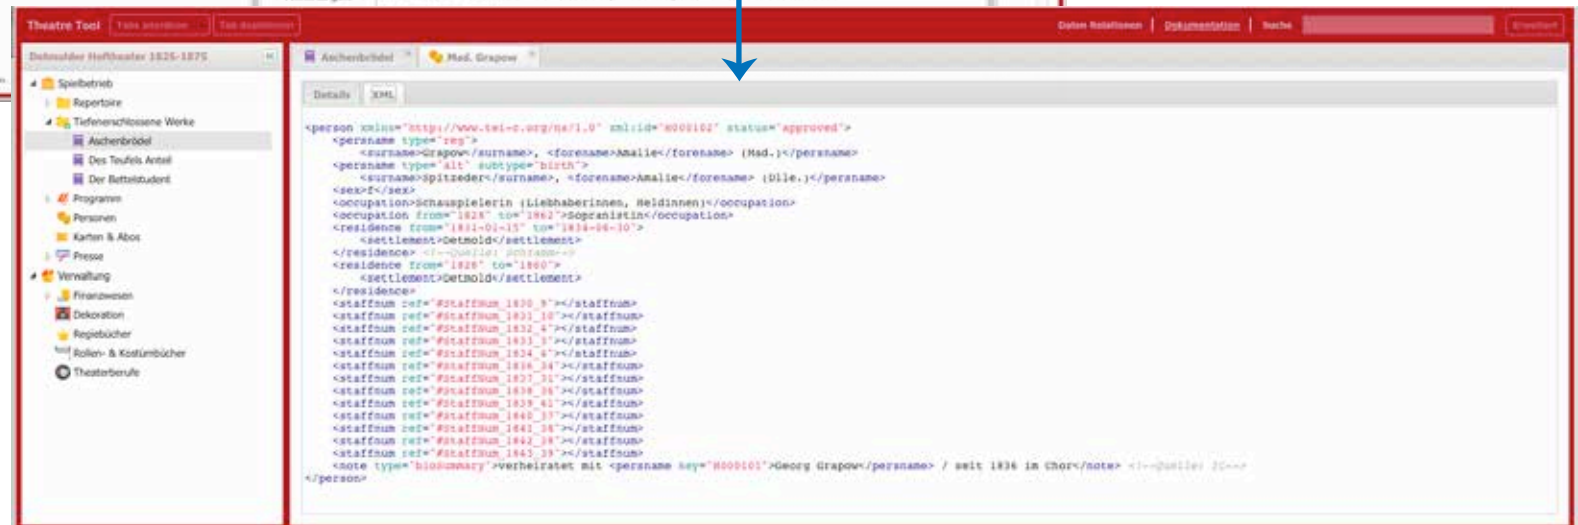 Theatre Tool Tabs anordnen Tab duplizieren Daten Relationen | Dokumentation | Suche Erweitert
Detmolder Hoftheater 1825-1875
Aschenbrödel Mad. Grapow
Spielbetrieb
Repertoire
Tiefenerschlossene Werke
Aschenbrödel
Des Teufels Anteil
Der Bettelstudent
Programm
Personen
Karten & Abos
Presse
Verwaltung
Finanzwesen
Dekoration
Regiebücher
Rollen- & Kostümbücher
Theaterberufe
Details XML
<person xmlns="http://www.tei-c.org/ns/1.0" xml:id="H000102" status="approved">
<persname type="reg">
<surname>Grapow</surname>, <forename>Amalie</forename> (Mad.)</persname>
<persname type="alt" subtype="birth">
<surname>Spitzeder</surname>, <forename>Amalie</forename> (Dlle.)</persname>
<sex>f</sex>
<occupation>Schauspielerin (Liebhaberinnen, Heldinnen)</occupation>
<occupation from="1828" to="1862">Sopranistin</occupation>
<residence from="1831-01-15" to="1834-06-30">
<settlement>Detmold</settlement>
</residence> <!--Quelle: Schramm-->
<residence from="1828" to="1860">
<settlement>Detmold</settlement>
</residence>
<staffnum ref="#StaffNum_1830_9"></staffnum>
<staffnum ref="#StaffNum_1831_10"></staffnum>
<staffnum ref="#StaffNum_1832_4"></staffnum>
<staffnum ref="#StaffNum_1833_3"></staffnum>
<staffnum ref="#StaffNum_1834_4"></staffnum>
<staffnum ref="#StaffNum_1836_34"></staffnum>
<staffnum ref="#StaffNum_1837_31"></staffnum>
<staffnum ref="#StaffNum_1838_36"></staffnum>
<staffnum ref="#StaffNum_1839_41"></staffnum>
<staffnum ref="#StaffNum_1840_37"></staffnum>
<staffnum ref="#StaffNum_1841_38"></staffnum>
<staffnum ref="#StaffNum_1842_39"></staffnum>
<staffnum ref="#StaffNum_1843_39"></staffnum>
<note type="bioSummary">verheiratet mit <persname key="H000101">Georg Grapow</persname> / seit 1836 im Chor</note>
</person>